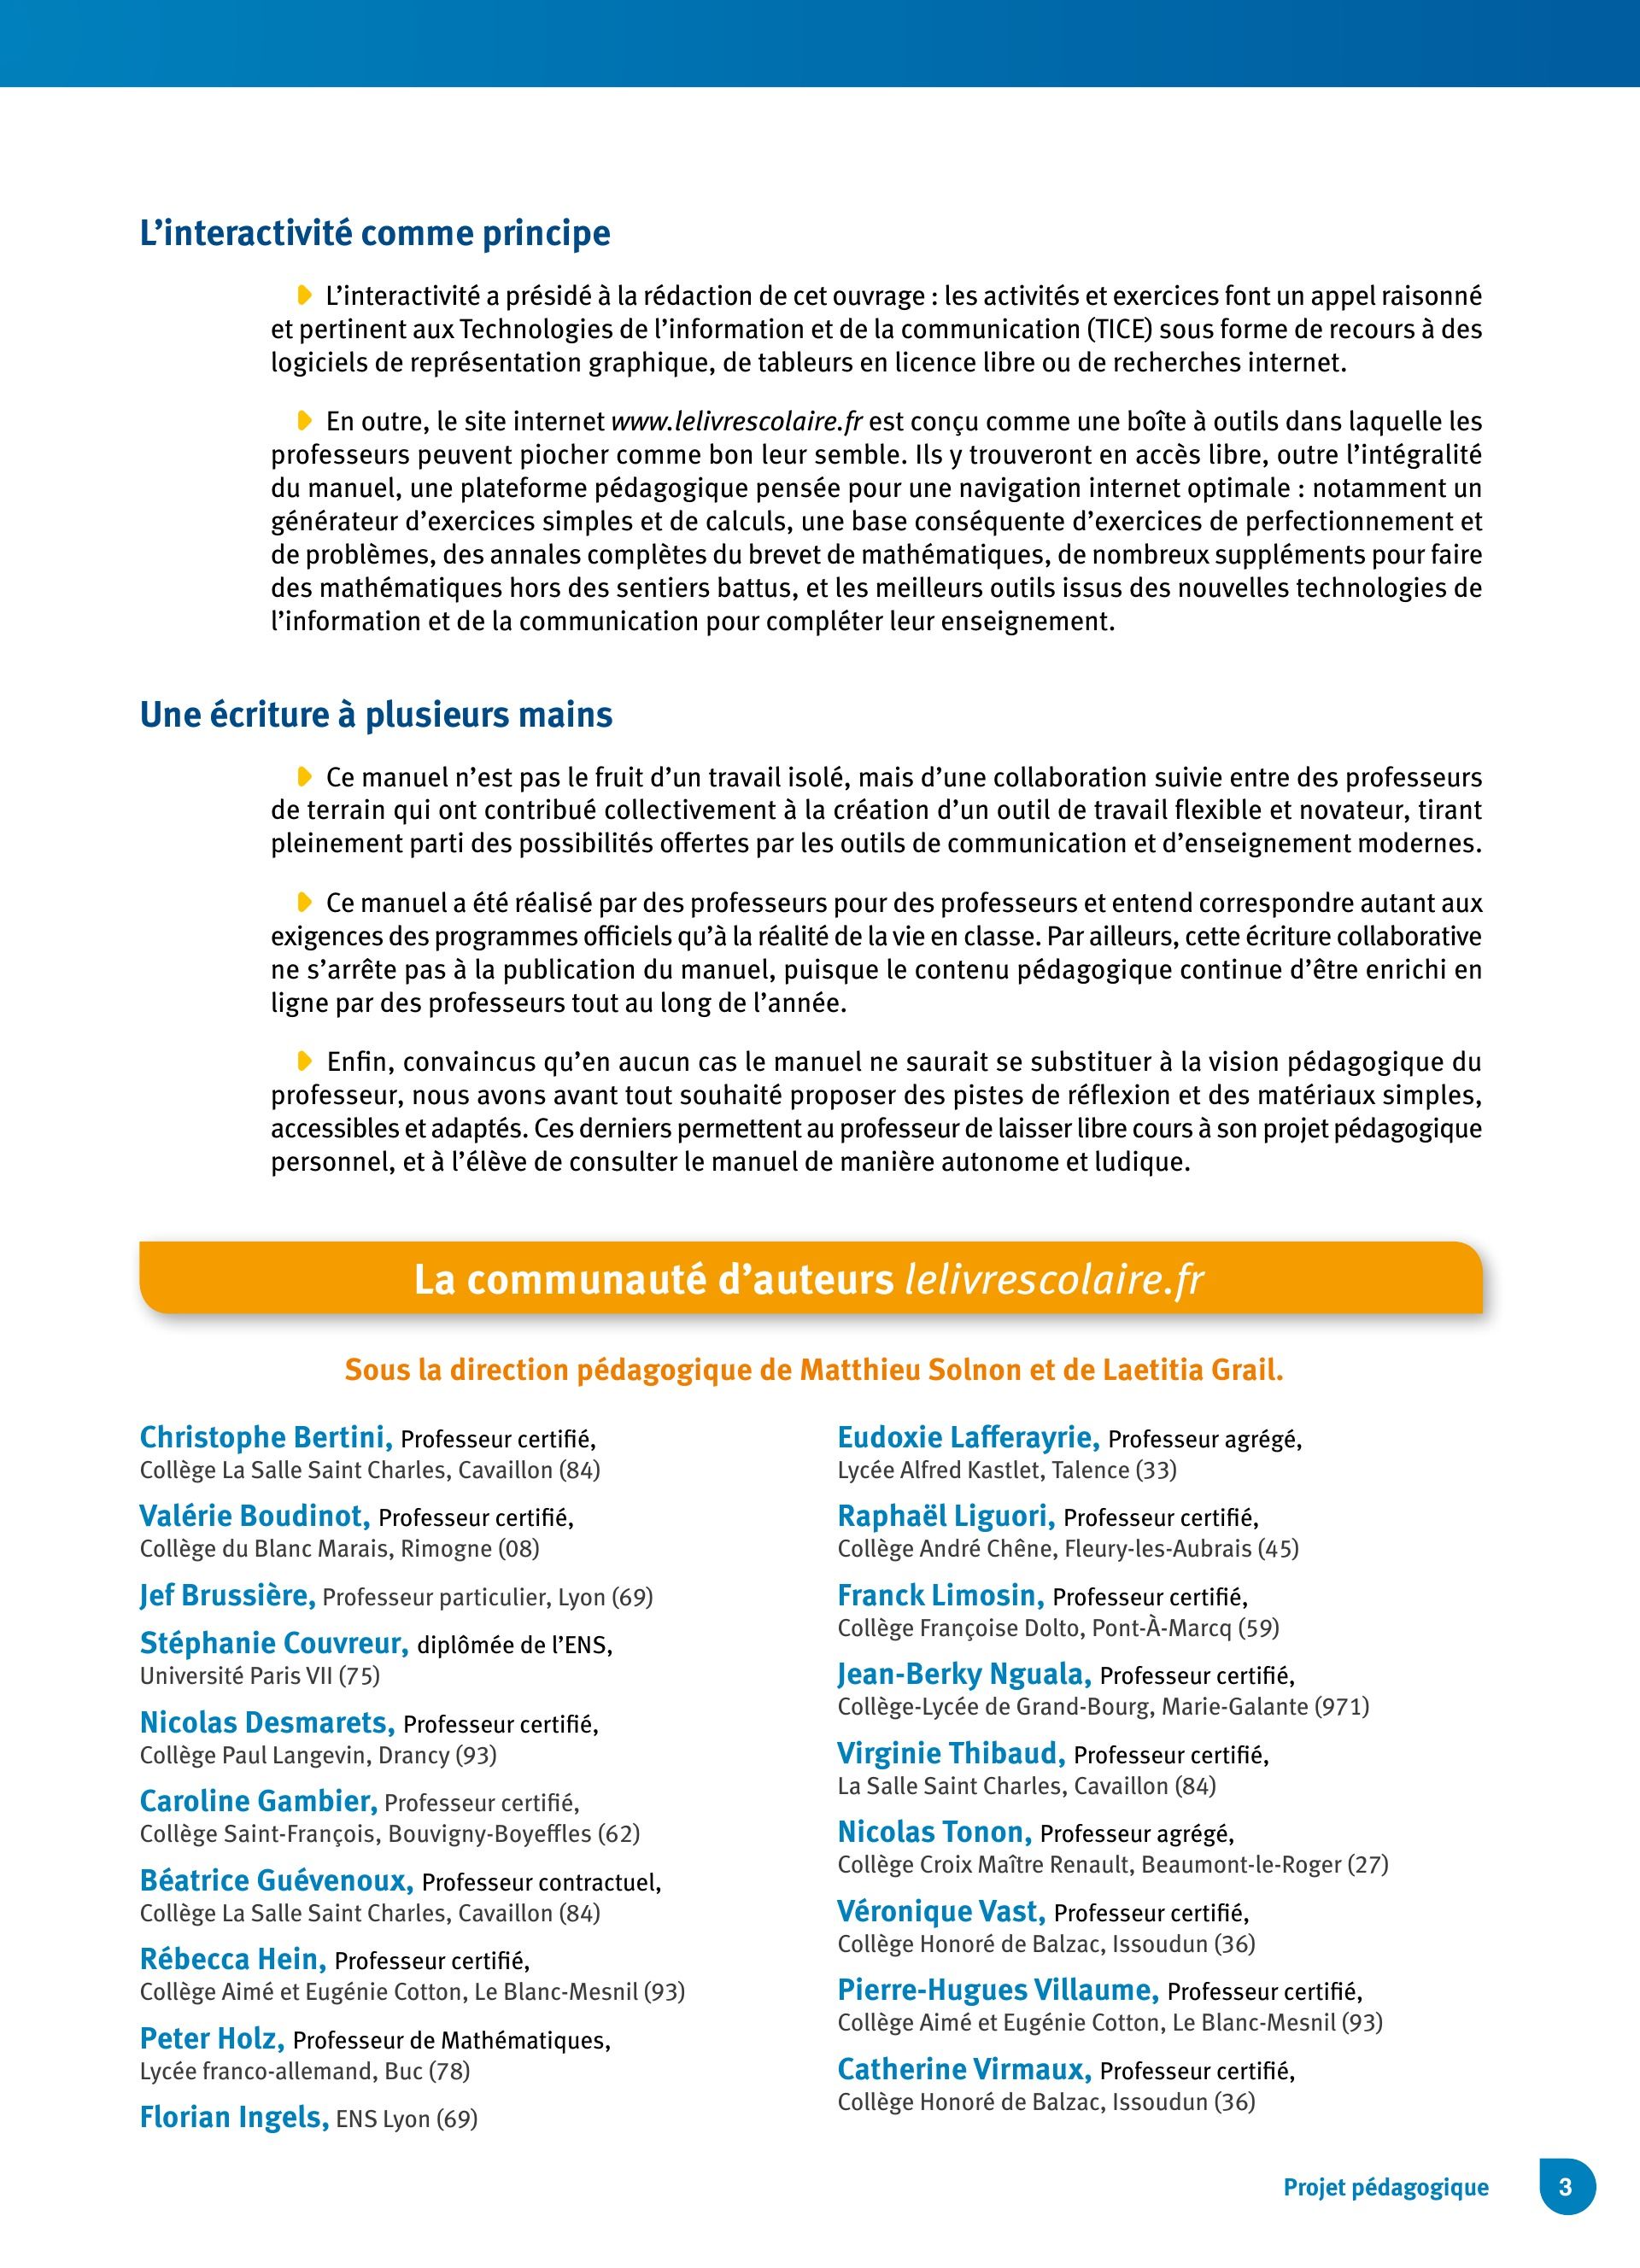 L’interactivité comme principe
L’interactivité a présidé à la rédaction de cet ouvrage : les activités et exercices font un appel raisonné
et pertinent aux Technologies de l’information et de la communication (TICE) sous forme de recours à des
logiciels de représentation graphique, de tableurs en licence libre ou de recherches internet.
En outre, le site internet www.lelivrescolaire.fr est conçu comme une boîte à outils dans laquelle les
professeurs peuvent piocher comme bon leur semble. Ils y trouveront en accès libre, outre l’intégralité
du manuel, une plateforme pédagogique pensée pour une navigation internet optimale : notamment un
générateur d’exercices simples et de calculs, une base conséquente d’exercices de perfectionnement et
de problèmes, des annales complètes du brevet de mathématiques, de nombreux suppléments pour faire
des mathématiques hors des sentiers battus, et les meilleurs outils issus des nouvelles technologies de
l’information et de la communication pour compléter leur enseignement.
Une écriture à plusieurs mains
Ce manuel n’est pas le fruit d’un travail isolé, mais d’une collaboration suivie entre des professeurs
de terrain qui ont contribué collectivement à la création d’un outil de travail flexible et novateur, tirant
pleinement parti des possibilités offertes par les outils de communication et d’enseignement modernes.
Ce manuel a été réalisé par des professeurs pour des professeurs et entend correspondre autant aux
exigences des programmes officiels qu’à la réalité de la vie en classe. Par ailleurs, cette écriture collaborative
ne s’arrête pas à la publication du manuel, puisque le contenu pédagogique continue d’être enrichi en
ligne par des professeurs tout au long de l’année.
Enfin, convaincus qu’en aucun cas le manuel ne saurait se substituer à la vision pédagogique du
professeur, nous avons avant tout souhaité proposer des pistes de réflexion et des matériaux simples,
accessibles et adaptés. Ces derniers permettent au professeur de laisser libre cours à son projet pédagogique
personnel, et à l’élève de consulter le manuel de manière autonome et ludique.
La communauté d’auteurs lelivrescolaire.fr
Sous la direction pédagogique de Matthieu Solnon et de Laetitia Grail.
Christophe Bertini, Professeur certifié,
Collège La Salle Saint Charles, Cavaillon (84)
Valérie Boudinot, Professeur certifié,
Collège du Blanc Marais, Rimogne (08)
Jef Brussière, Professeur particulier, Lyon (69)
Stéphanie Couvreur, diplômée de l’ENS,
Université Paris VII (75)
Nicolas Desmarets, Professeur certifié,
Collège Paul Langevin, Drancy (93)
Caroline Gambier, Professeur certifié,
Collège Saint-François, Bouvigny-Boyeffles (62)
Béatrice Guévenoux, Professeur contractuel,
Collège La Salle Saint Charles, Cavaillon (84)
Rébecca Hein, Professeur certifié,
Collège Aimé et Eugénie Cotton, Le Blanc-Mesnil (93)
Peter Holz, Professeur de Mathématiques,
Lycée franco-allemand, Buc (78)
Florian Ingels, ENS Lyon (69)
Eudoxie Lafferayrie, Professeur agrégé,
Lycée Alfred Kastlet, Talence (33)
Raphaël Liguori, Professeur certifié,
Collège André Chêne, Fleury-les-Aubrais (45)
Franck Limosin, Professeur certifié,
Collège Françoise Dolto, Pont-À-Marcq (59)
Jean-Berky Nguala, Professeur certifié,
Collège-Lycée de Grand-Bourg, Marie-Galante (971)
Virginie Thibaud, Professeur certifié,
La Salle Saint Charles, Cavaillon (84)
Nicolas Tonon, Professeur agrégé,
Collège Croix Maître Renault, Beaumont-le-Roger (27)
Véronique Vast, Professeur certifié,
Collège Honoré de Balzac, Issoudun (36)
Pierre-Hugues Villaume, Professeur certifié,
Collège Aimé et Eugénie Cotton, Le Blanc-Mesnil (93)
Catherine Virmaux, Professeur certifié,
Collège Honoré de Balzac, Issoudun (36)
Projet pédagogique 3